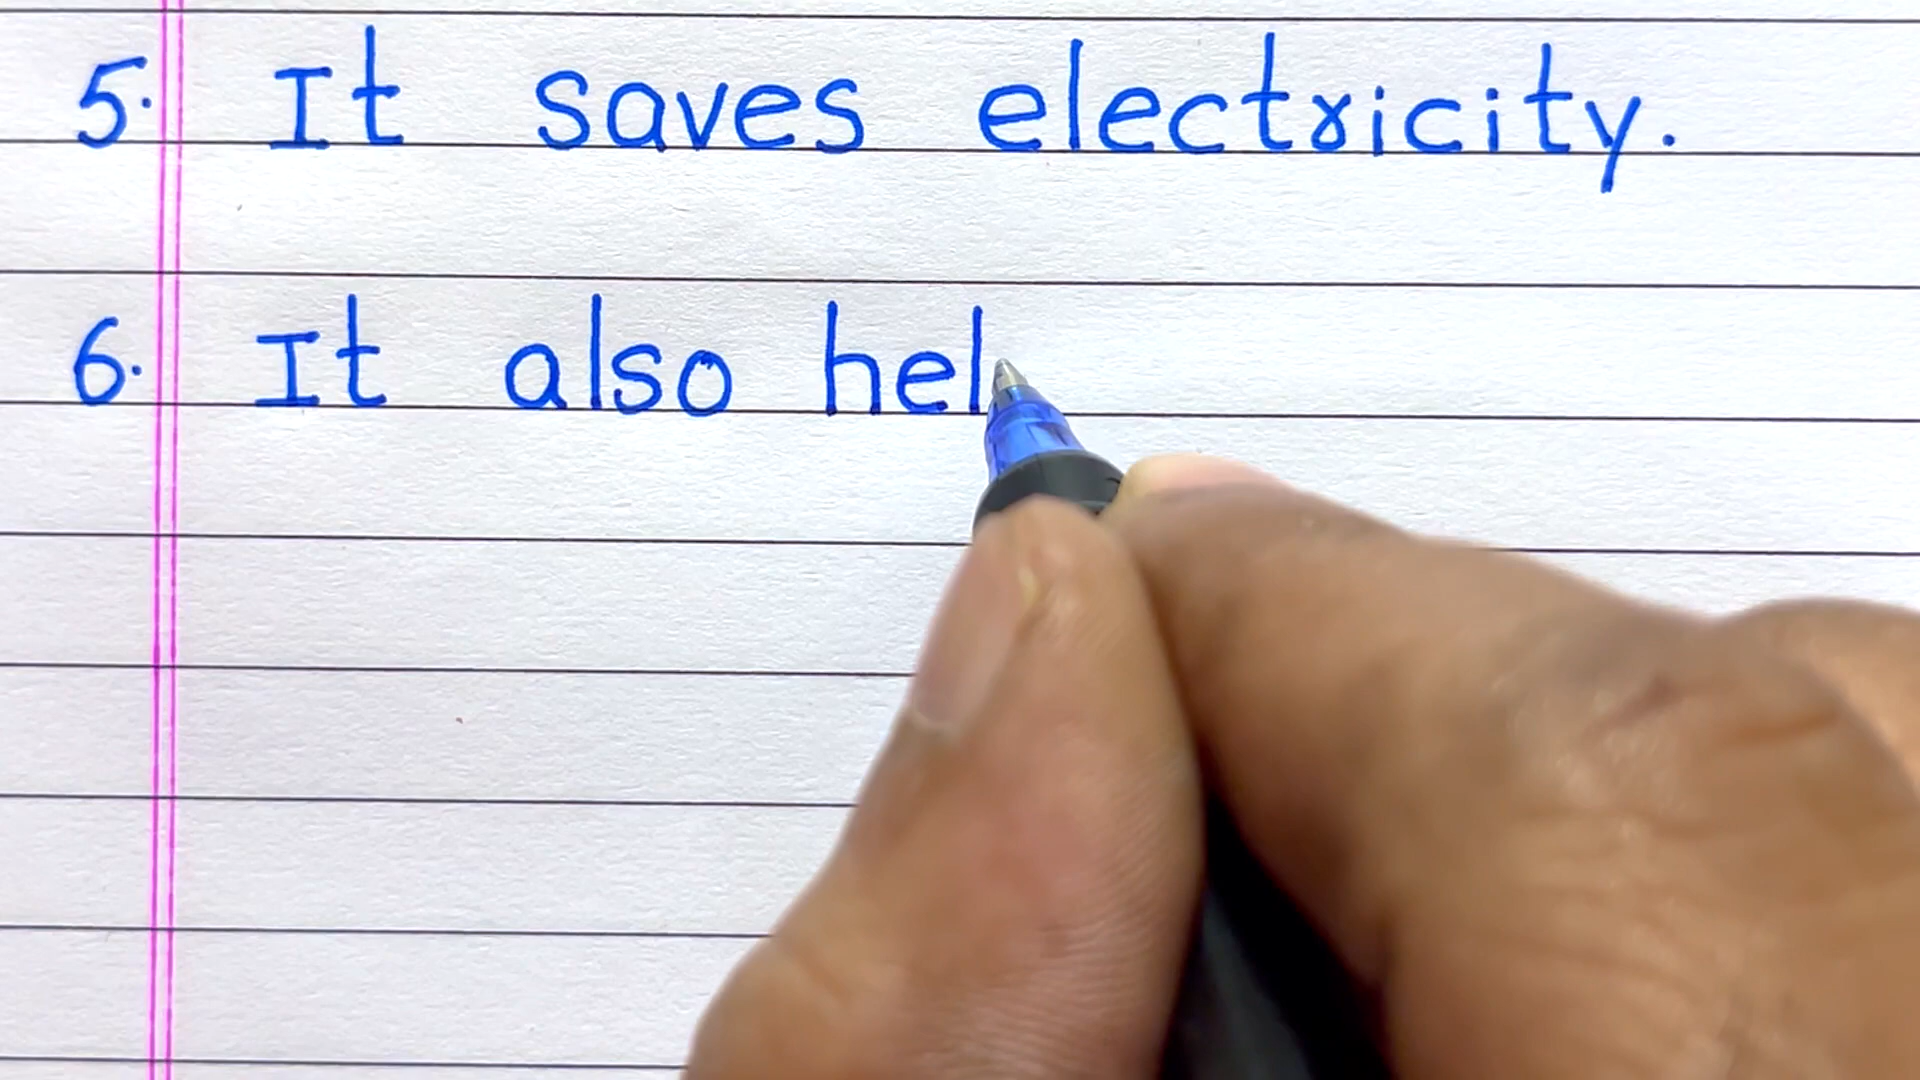 5. It saves electricity.
6. It also hel